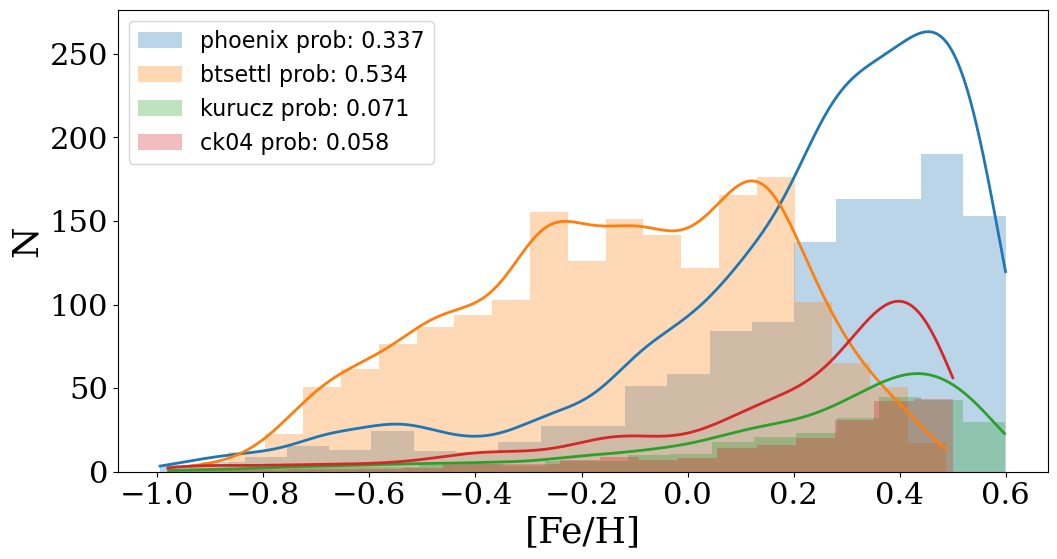 phoenix prob: 0.337
btsettl prob: 0.534
kurucz prob: 0.071
ck04 prob: 0.058
250
200
150
100
50
0
N
−1.0 −0.8 −0.6 −0.4 −0.2 0.0 0.2 0.4 0.6
[Fe/H]